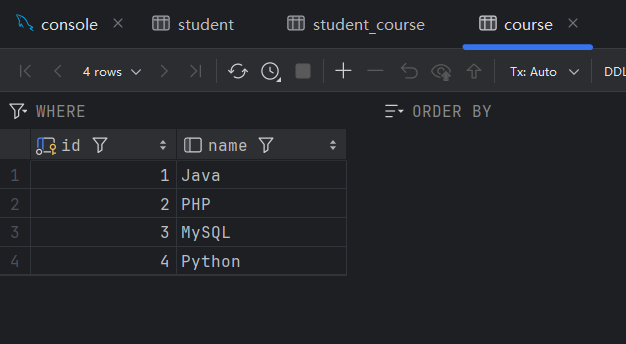 console student student_course course
4 rows Tx: Auto DDL
WHERE ORDER BY
id name
1 1 Java
2 2 PHP
3 3 MySQL
4 4 Python